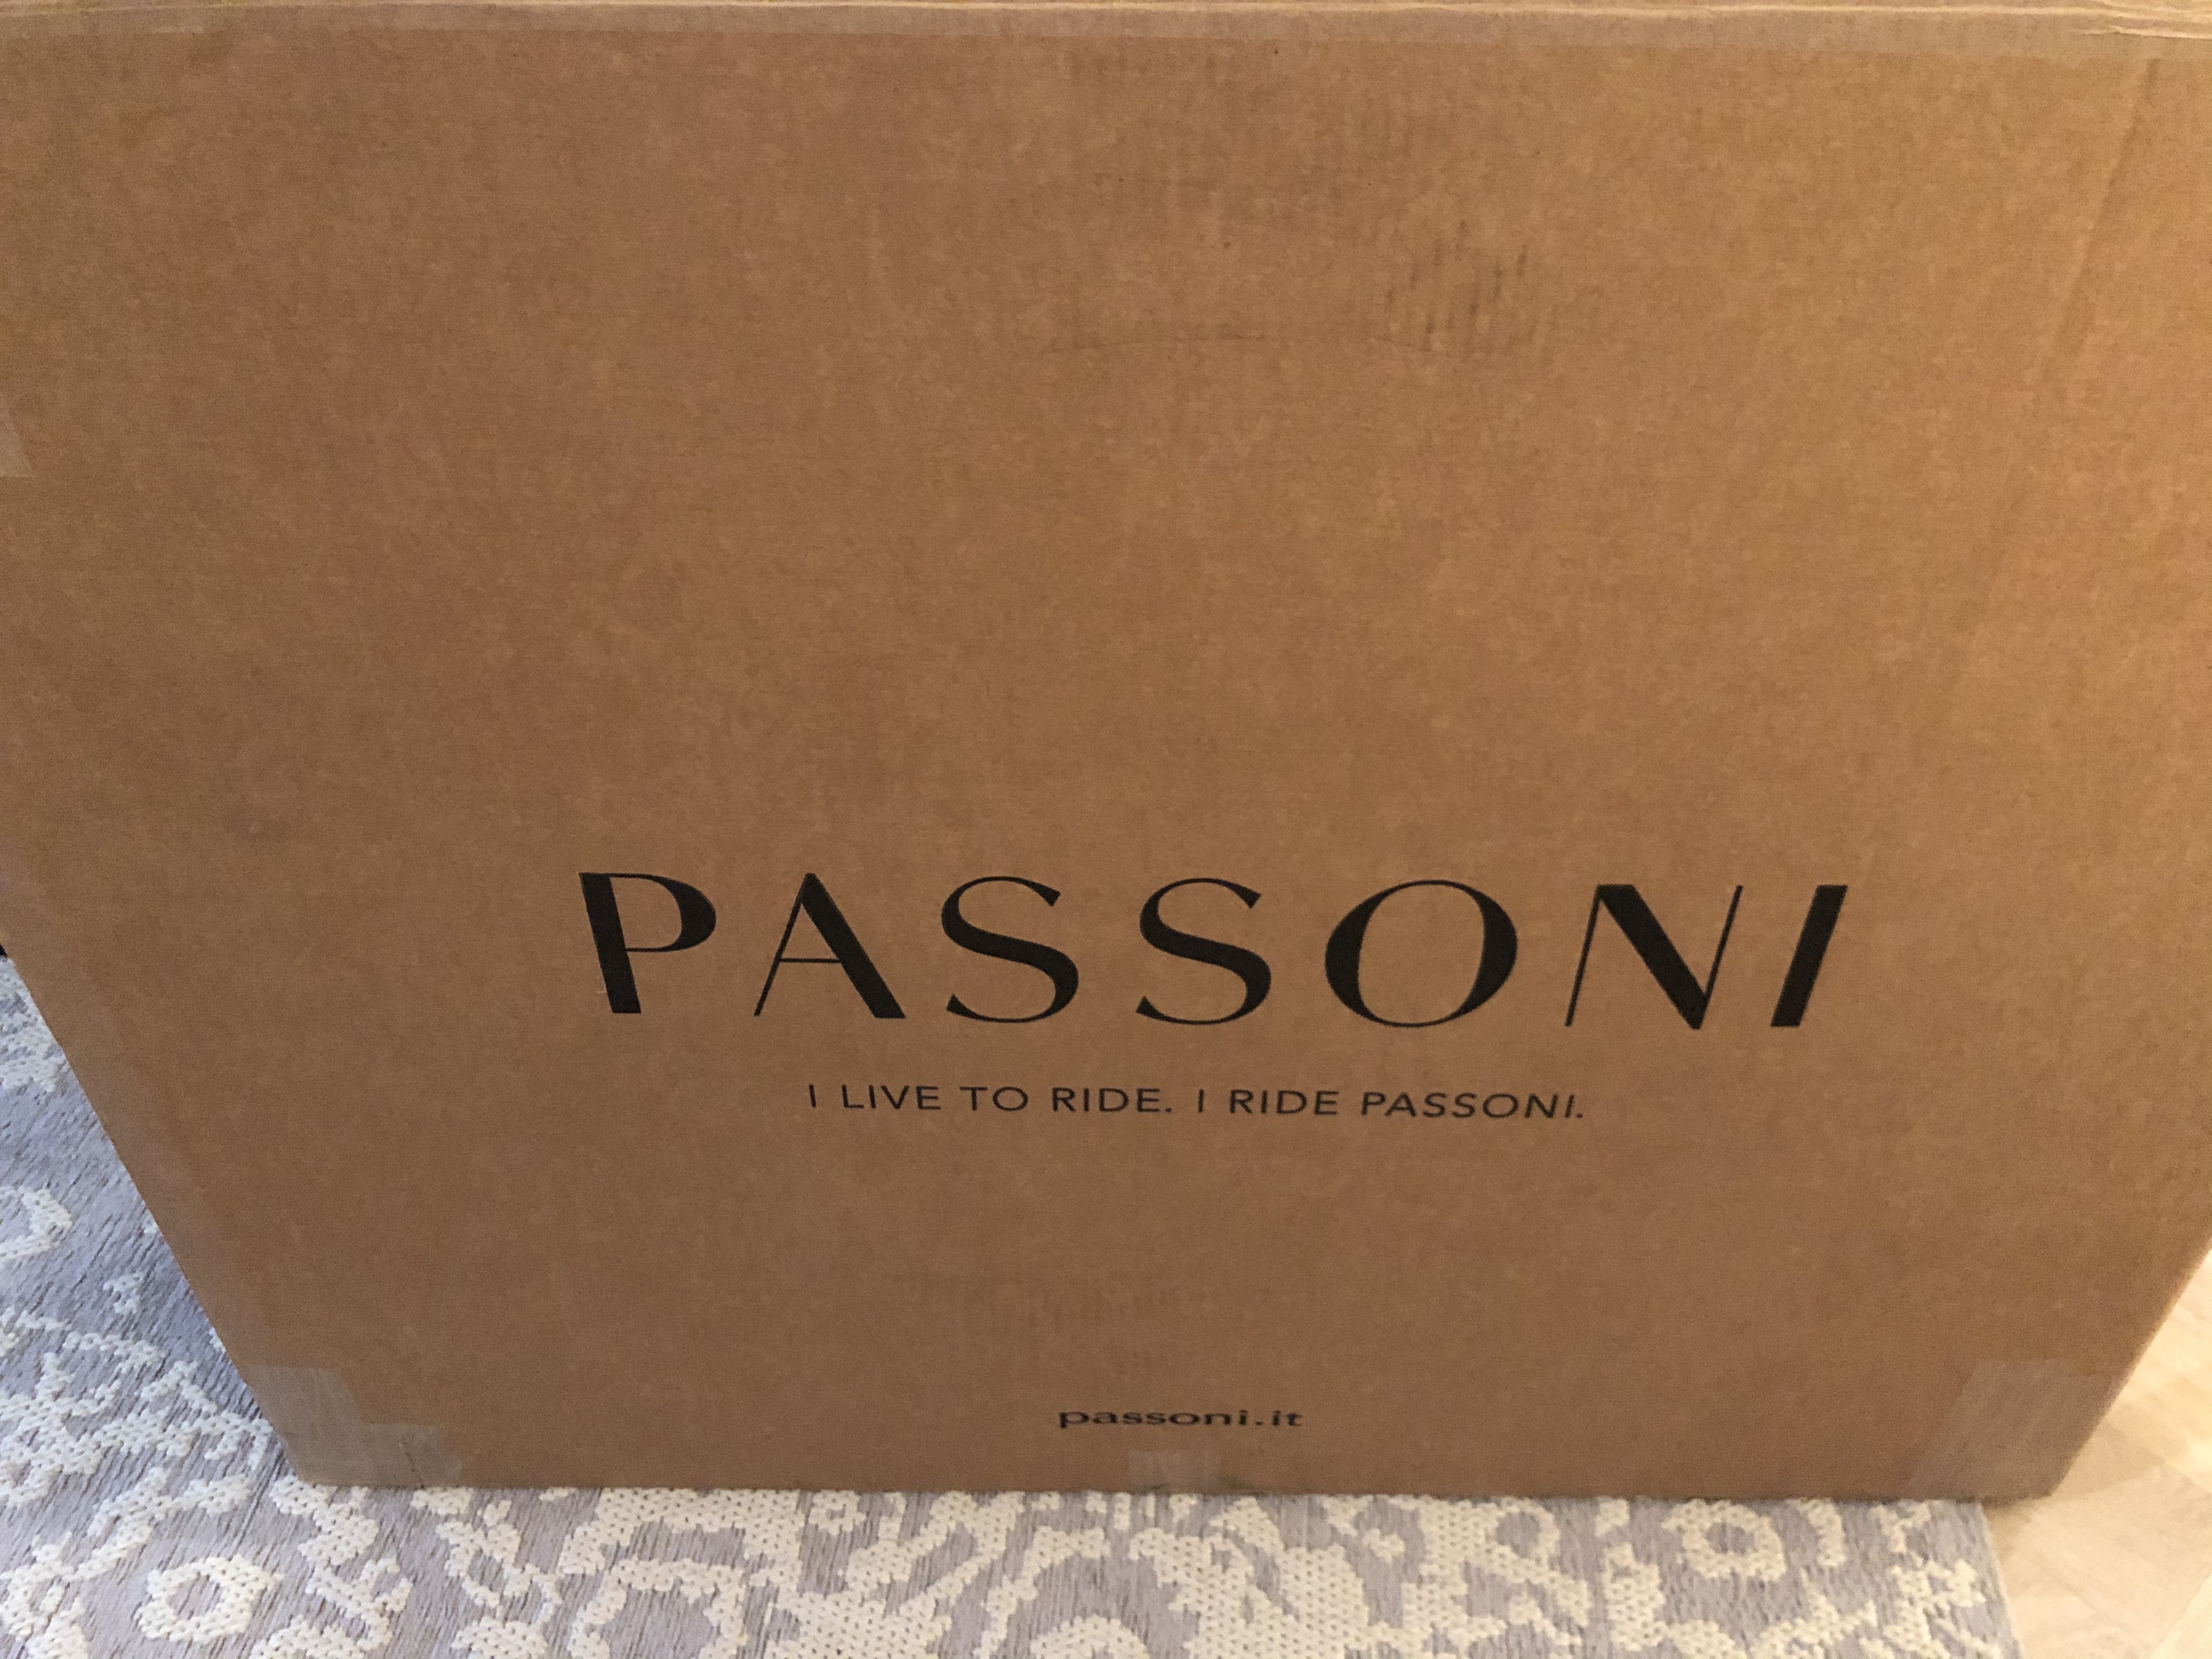 PASSONI
I LIVE TO RIDE. I RIDE PASSONI.
passoni.it